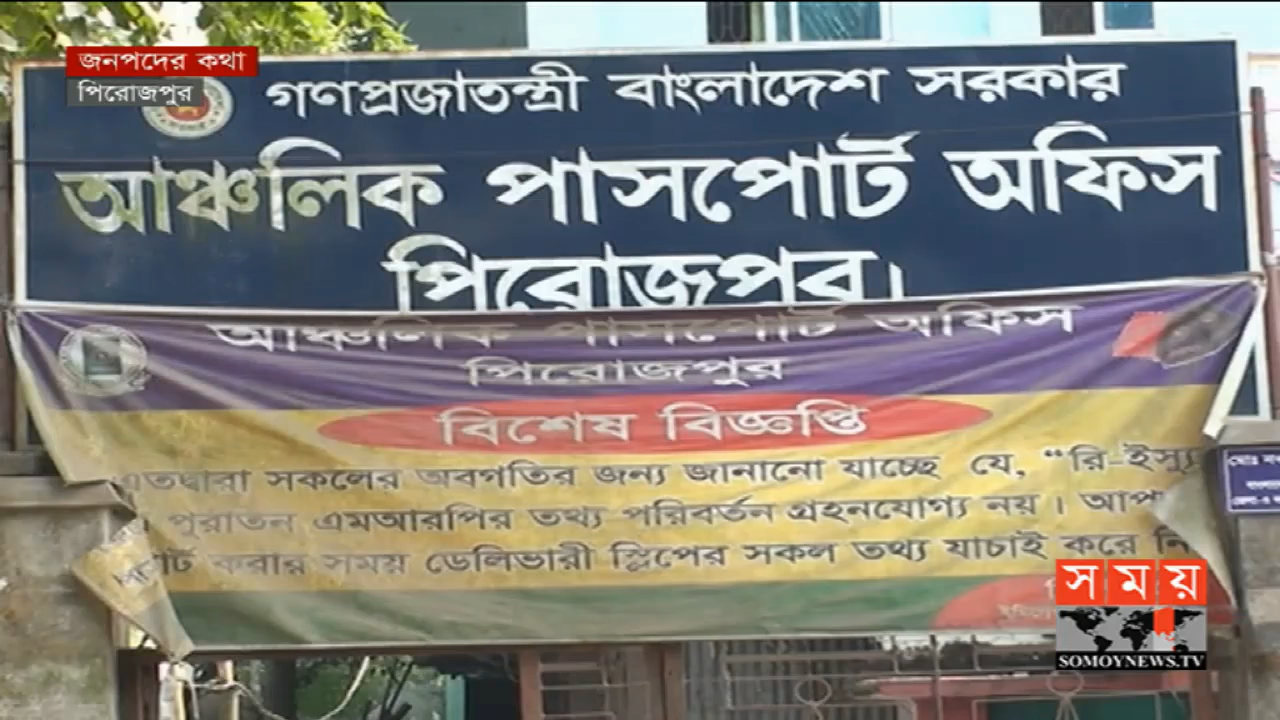 জনপদের কথা
পিরোজপুর
গণপ্রজাতন্ত্রী বাংলাদেশ সরকার
আঞ্চলিক পাসপোর্ট অফিস
পিরোজপুর।
আঞ্চলিক পাসপোর্ট অফিস
পিরোজপুর
বিশেষ বিজ্ঞপ্তি
এতদ্বারা সকলের অবগতির জন্য জানানো যাচ্ছে যে, “রি-ইস্যু
পুরাতন এমআরপির তথ্য পরিবর্তন গ্রহনযোগ্য নয়। আপ
র্ট করার সময় ডেলিভারী স্লিপের সকল তথ্য যাচাই করে নি
সময়
SOMOYNEWS.TV